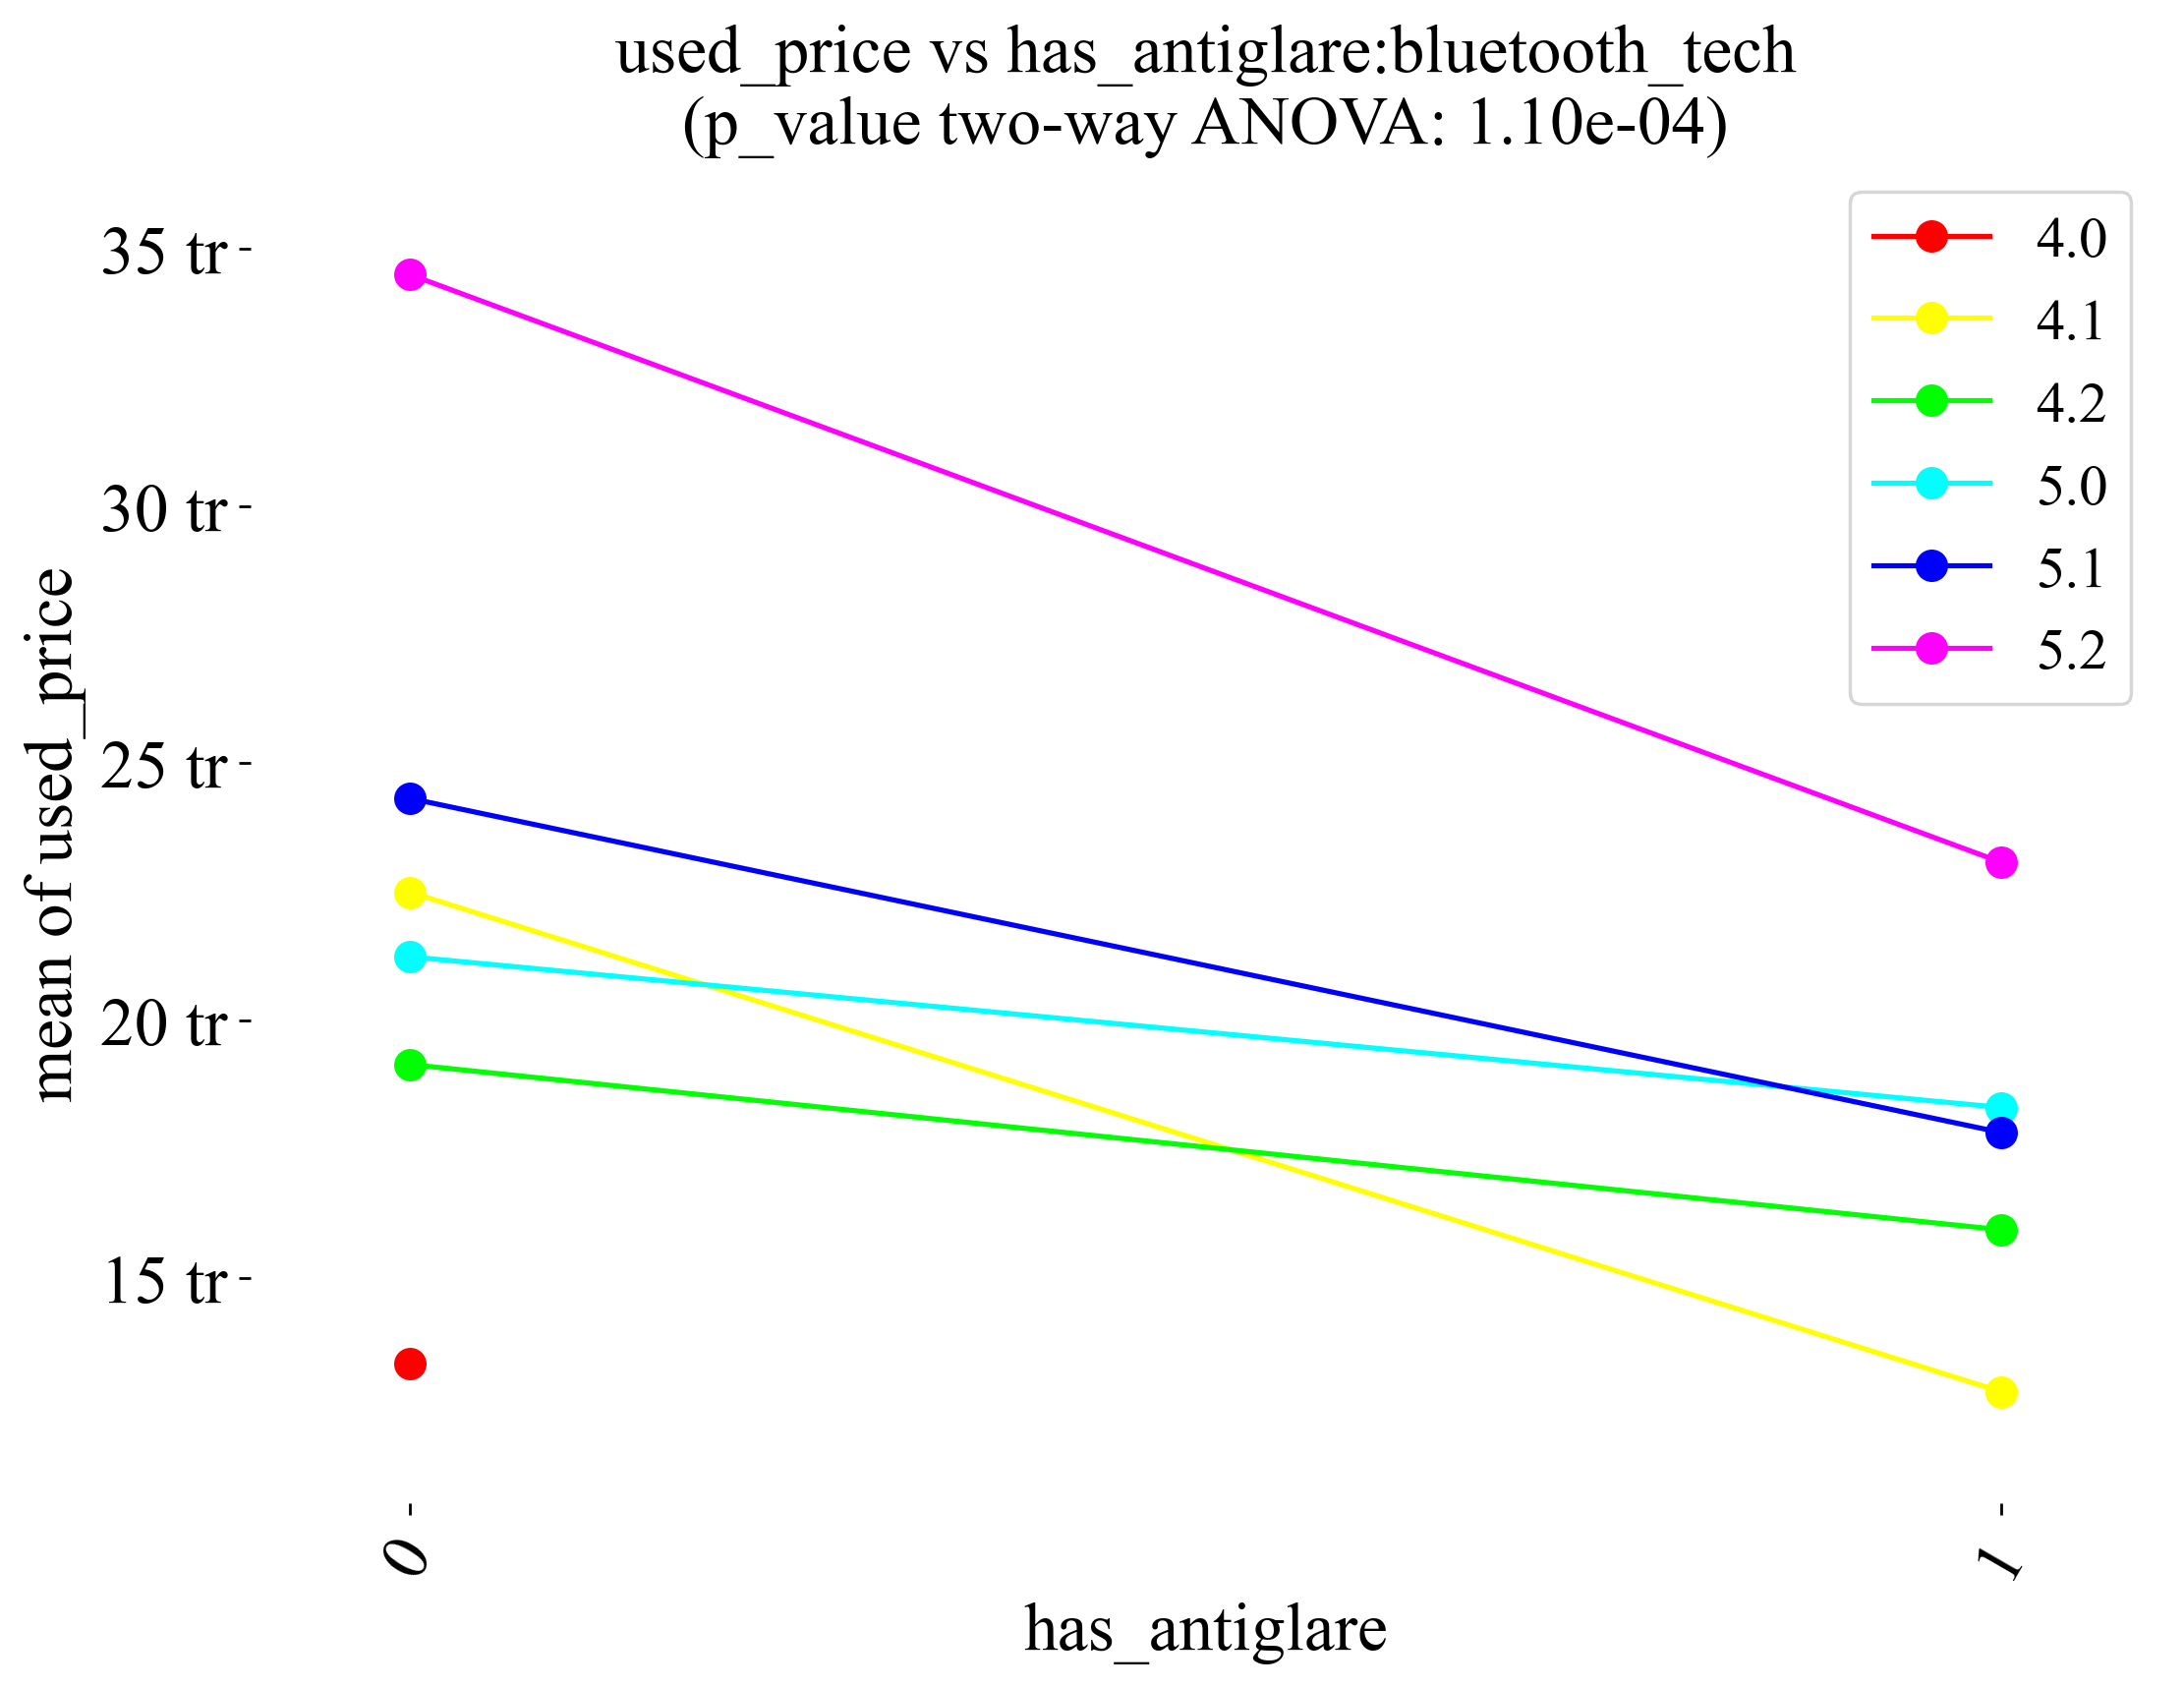 used_price vs has_antiglare:bluetooth_tech
(p_value two-way ANOVA: 1.10e-04)
35 tr
30 tr
25 tr
20 tr
15 tr
mean of used_price
4.0
4.1
4.2
5.0
5.1
5.2
0
1
has_antiglare